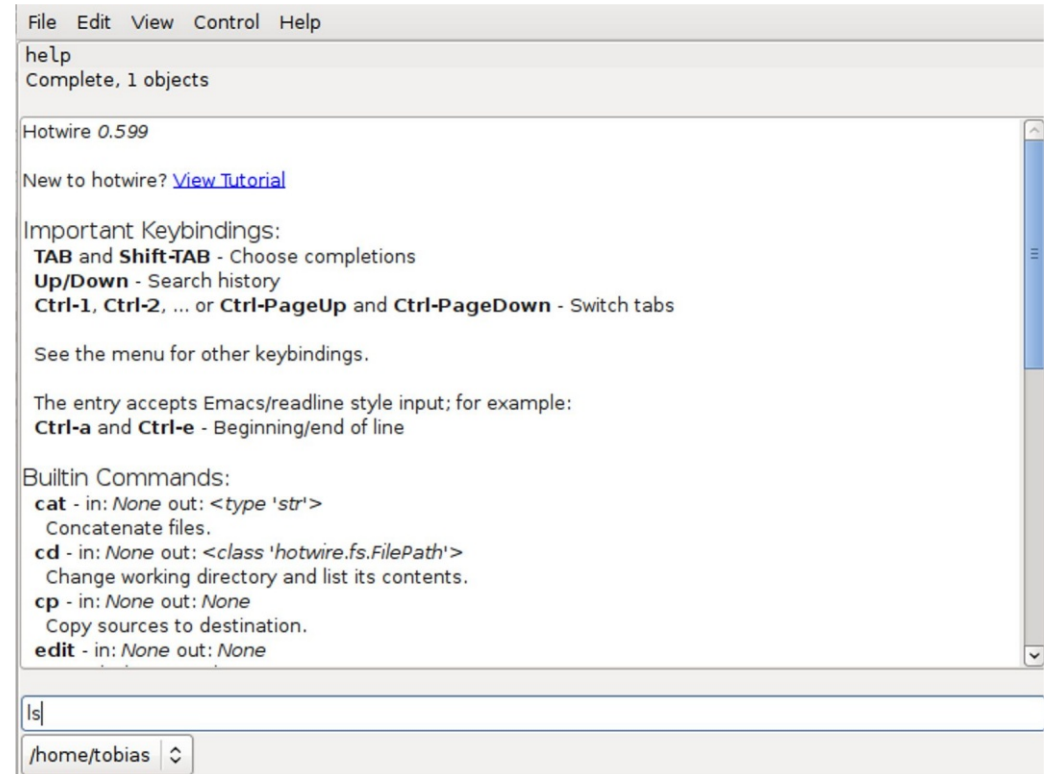 File Edit View Control Help
help
Complete, 1 objects
Hotwire 0.599
New to hotwire? View Tutorial
Important Keybindings:
TAB and Shift-TAB - Choose completions
Up/Down - Search history
Ctrl-1, Ctrl-2, ... or Ctrl-PageUp and Ctrl-PageDown - Switch tabs
See the menu for other keybindings.
The entry accepts Emacs/readline style input; for example:
Ctrl-a and Ctrl-e - Beginning/end of line
Builtin Commands:
cat - in: None out: <type 'str'>
Concatenate files.
cd - in: None out: <class 'hotwire.fs.FilePath'>
Change working directory and list its contents.
cp - in: None out: None
Copy sources to destination.
edit - in: None out: None
ls
/home/tobias